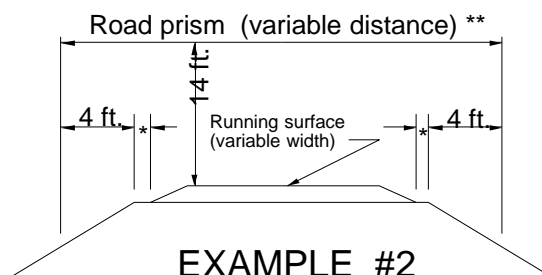 Road prism (variable distance) **
14 ft.
4 ft.
*
Running surface
(variable width)
*
4 ft.
EXAMPLE #2